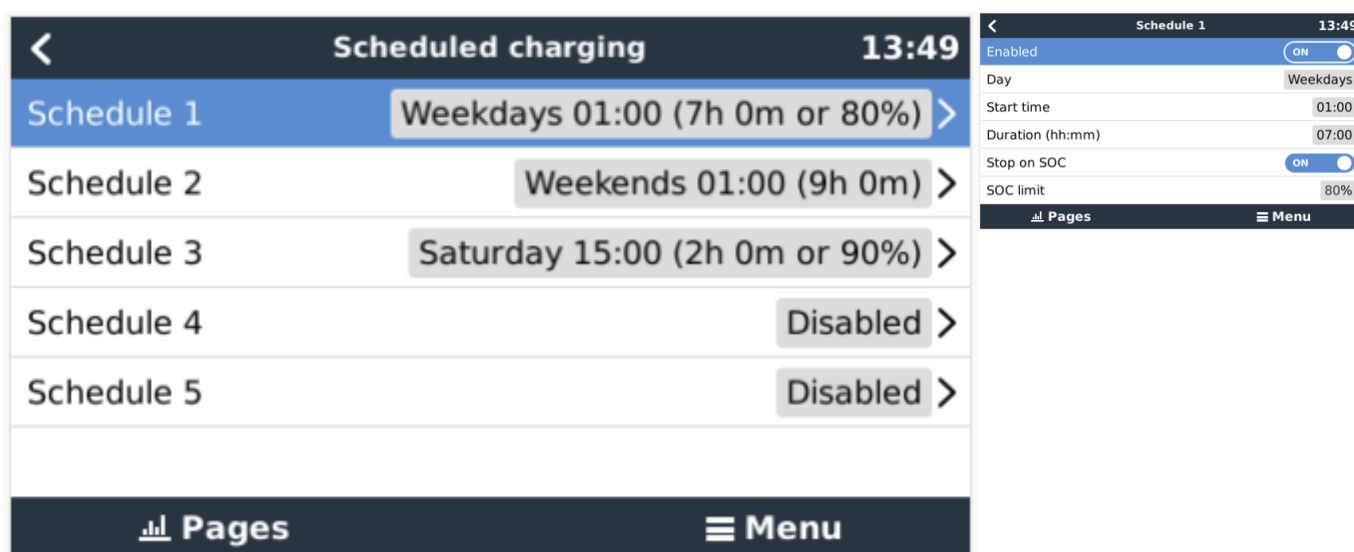 Scheduled charging 13:49
Schedule 1 Weekdays 01:00 (7h 0m or 80%)
Schedule 2 Weekends 01:00 (9h 0m)
Schedule 3 Saturday 15:00 (2h 0m or 90%)
Schedule 4 Disabled
Schedule 5 Disabled
Pages Menu
Schedule 1 13:49
Enabled ON
Day Weekdays
Start time 01:00
Duration (hh:mm) 07:00
Stop on SOC ON
SOC limit 80%
Pages Menu